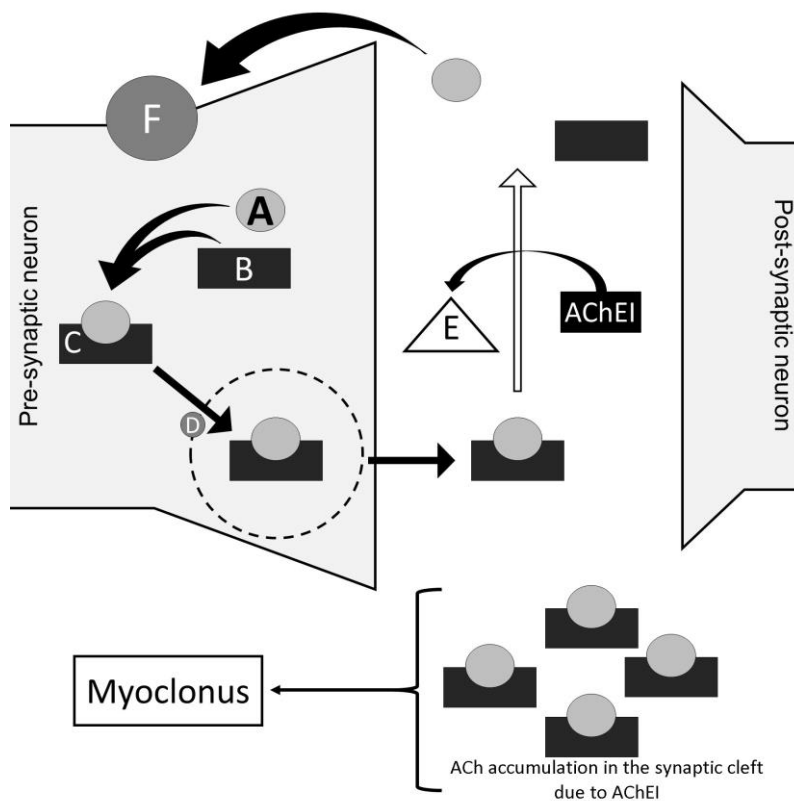 F
A
B
C
D
E
AChEI
Pre-synaptic neuron
Post-synaptic neuron
Myoclonus
ACh accumulation in the synaptic cleft
due to AChEI